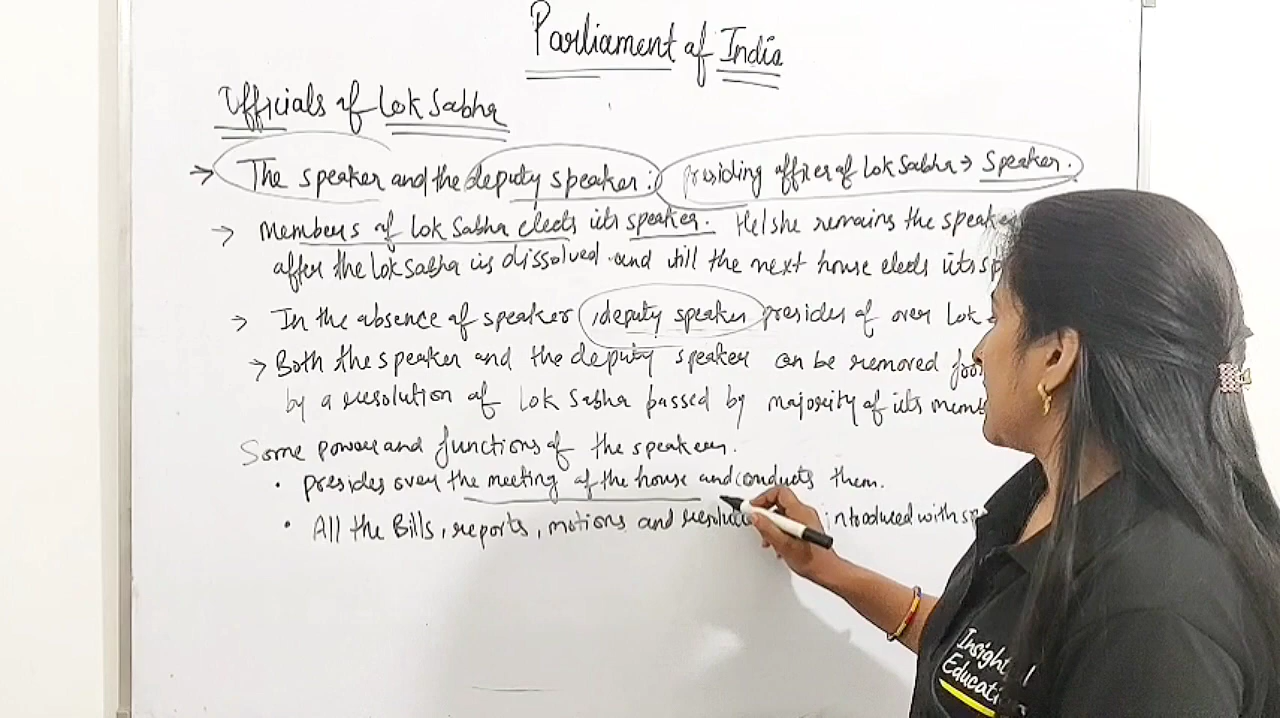 Parliament of India
Officials of Lok Sabha
→ The speaker and the deputy speaker: presiding officer of Lok Sabha → Speaker.
→ Members of Lok Sabha elects its speaker. He/she remains the speaker
after the Lok Sabha is dissolved and till the next house elects its sp
→ In the absence of speaker, deputy speaker presides of over Lok
→ Both the speaker and the deputy speaker can be removed from
by a resolution of Lok Sabha passed by majority of its memb
Some power and functions of the speaker.
• presides over the meeting of the house and conducts them.
• All the Bills, reports, motions and introduced with sp
Insight
Education